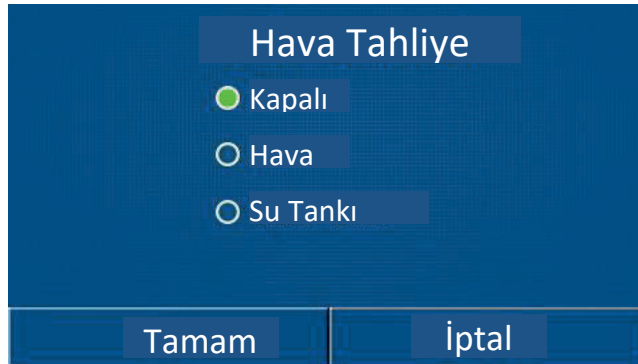 Hava Tahliye
Kapalı
Hava
Su Tankı
Tamam
İptal